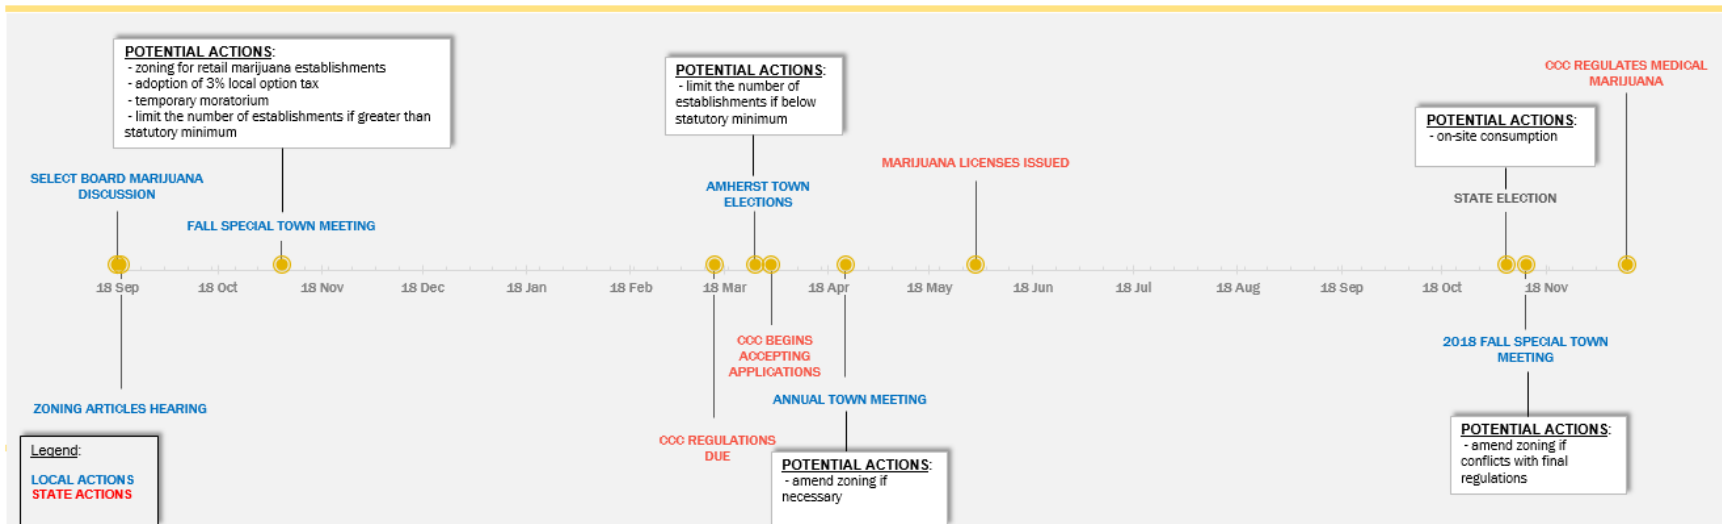 POTENTIAL ACTIONS:
- zoning for retail marijuana establishments
- adoption of 3% local option tax
- temporary moratorium
- limit the number of establishments if greater than
statutory minimum
POTENTIAL ACTIONS:
- limit the number of
establishments if below
statutory minimum
CCC REGULATES MEDICAL
MARIJUANA
POTENTIAL ACTIONS:
- on-site consumption
SELECT BOARD MARIJUANA
DISCUSSION
FALL SPECIAL TOWN MEETING
AMHERST TOWN
ELECTIONS
MARIJUANA LICENSES ISSUED
STATE ELECTION
18 Sep 18 Oct 18 Nov 18 Dec 18 Jan 18 Feb 18 Mar 18 Apr 18 May 18 Jun 18 Jul 18 Aug 18 Sep 18 Oct 18 Nov
ZONING ARTICLES HEARING
CCC REGULATIONS
DUE
CCC BEGINS
ACCEPTING
APPLICATIONS
ANNUAL TOWN MEETING
POTENTIAL ACTIONS:
- amend zoning if
necessary
2018 FALL SPECIAL TOWN
MEETING
POTENTIAL ACTIONS:
- amend zoning if
conflicts with final
regulations
Legend:
LOCAL ACTIONS
STATE ACTIONS